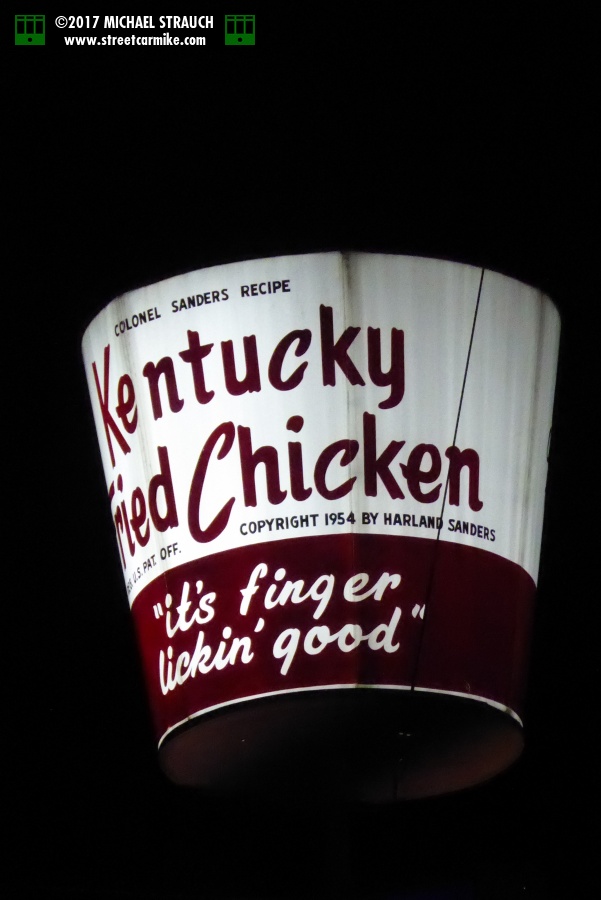 ©2017 MICHAEL STRAUCH
www.streetcarmike.com
COLONEL SANDERS RECIPE
Kentucky
Fried Chicken
U.S. PAT. OFF.
COPYRIGHT 1954 BY HARLAND SANDERS
"it's finger
lickin' good"